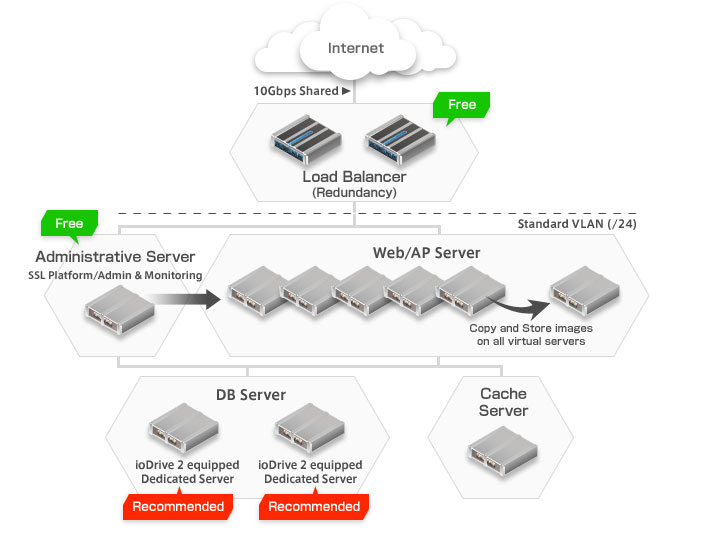 Internet
10Gbps Shared
Free
Load Balancer
(Redundancy)
Standard VLAN (/24)
Free
Administrative Server
SSL Platform/Admin & Monitoring
Web/AP Server
Copy and Store images
on all virtual servers
DB Server
ioDrive 2 equipped
Dedicated Server
Recommended
ioDrive 2 equipped
Dedicated Server
Recommended
Cache
Server